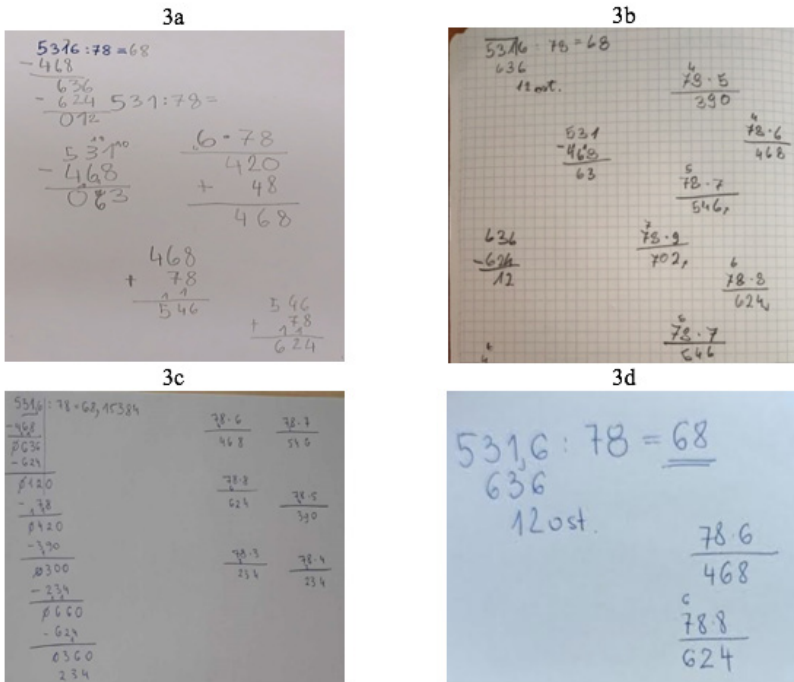 3a
5316 : 78 = 68
- 468
636
- 624
012
531 : 78 =
531
- 468
063
6 · 78
420
+ 48
468
468
+ 78
546
546
+ 78
624
3b
5316 : 78 = 68
636
12 ost.
531
-468
63
636
-624
12
78 · 5
390
78 · 6
468
78 · 7
546
78 · 9
702
78 · 8
624
78 · 7
546
3c
5316 : 78 = 68,15384
-468
0636
-624
0120
- 78
0420
-390
0300
- 234
0660
- 624
0360
234
78 · 6
468
78 · 7
546
78 · 8
624
78 · 5
390
78 · 3
234
78 · 4
234
3d
531,6 : 78 = 68
636
12 ost.
78 · 6
468
78 · 8
624